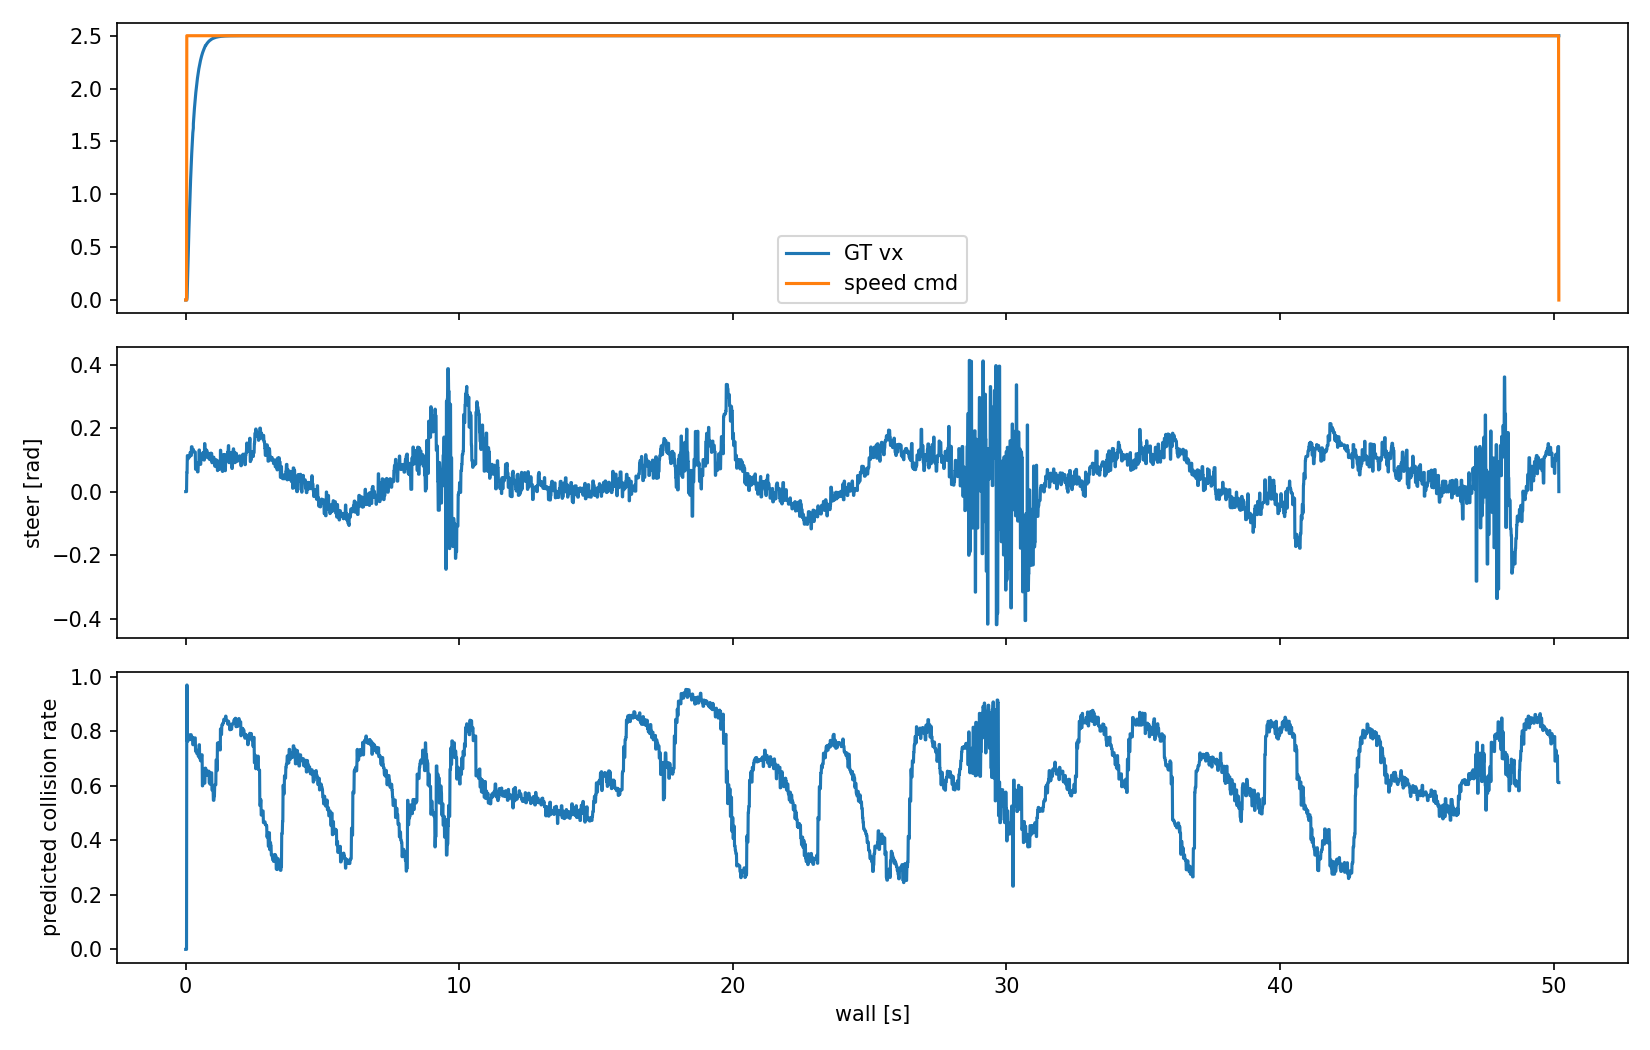 2.5
2.0
1.5
1.0
0.5
0.0
GT vx
speed cmd
steer [rad]
0.4
0.2
0.0
−0.2
−0.4
predicted collision rate
1.0
0.8
0.6
0.4
0.2
0.0
0 10 20 30 40 50
wall [s]